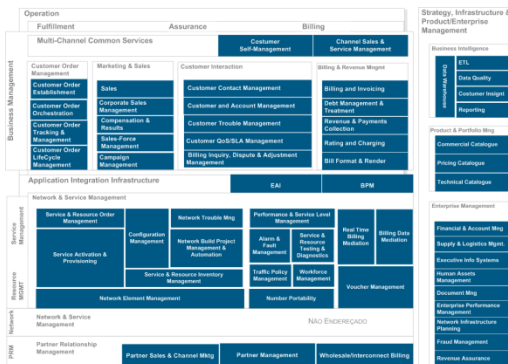 Operation
Fulfillment
Assurance
Billing
Multi-Channel Common Services
Costumer
Self-Management
Channel Sales &
Service Management
Business Management
Customer Order
Management
Customer Order
Establishment
Customer Order
Orchestration
Customer Order
Tracking &
Management
Customer Order
LifeCycle
Management
Marketing & Sales
Sales
Corporate Sales
Management
Compensation &
Results
Sales-Force
Management
Campaign
Management
Customer Interaction
Customer Contact Management
Customer and Account Management
Customer Trouble Management
Customer QoS/SLA Management
Billing Inquiry, Dispute & Adjustment
Management
Billing & Revenue Mngmt
Billing and Invoicing
Debt Management &
Treatment
Revenue & Payments
Collection
Rating and Charging
Bill Format & Render
Application Integration Infrastructure
EAI
BPM
Service
Management
Resource
MGMT
Network & Service Management
Service & Resource Order
Management
Service Activation &
Provisioning
Configuration
Management
Network Trouble Mng
Network Build Project
Management &
Automation
Service & Resource Inventory
Management
Network Element Management
Performance & Service Level
Management
Alarm &
Fault
Management
Service &
Resource
Testing &
Diagnostics
Traffic Policy
Management
Workforce
Management
Number Portability
Real Time
Billing
Mediation
Billing Data
Mediation
Voucher Management
Network
Network & Service
Management
NÃO ENDEREÇADO
PRM
Partner Relationship
Management
Partner Sales & Channel Mktg
Partner Management
Wholesale/Interconnect Billing
Strategy, Infrastructure &
Product/Enterprise
Management
Business Intelligence
Data Warehouse
ETL
Data Quality
Costumer Insight
Reporting
Product & Portfolio Mng
Commercial Catalogue
Pricing Catalogue
Technical Catalogue
Enterprise Management
Financial & Account Mng
Supply & Logistics Mgmt.
Executive Info Systems
Human Assets
Management
Document Mng
Enterprise Performance
Management
Network Infrastructure
Planning
Fraud Management
Revenue Assurance